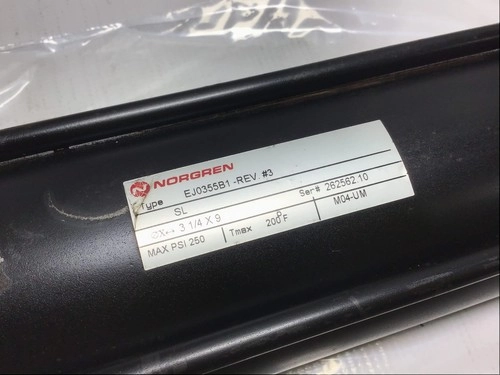 NORGREN
Type EJ0355B1-REV. #3
SL Ser# 262562 10
∅X↔ 3 1/4 X 9 M04-UM
MAX PSI 250 Tmax 200°F